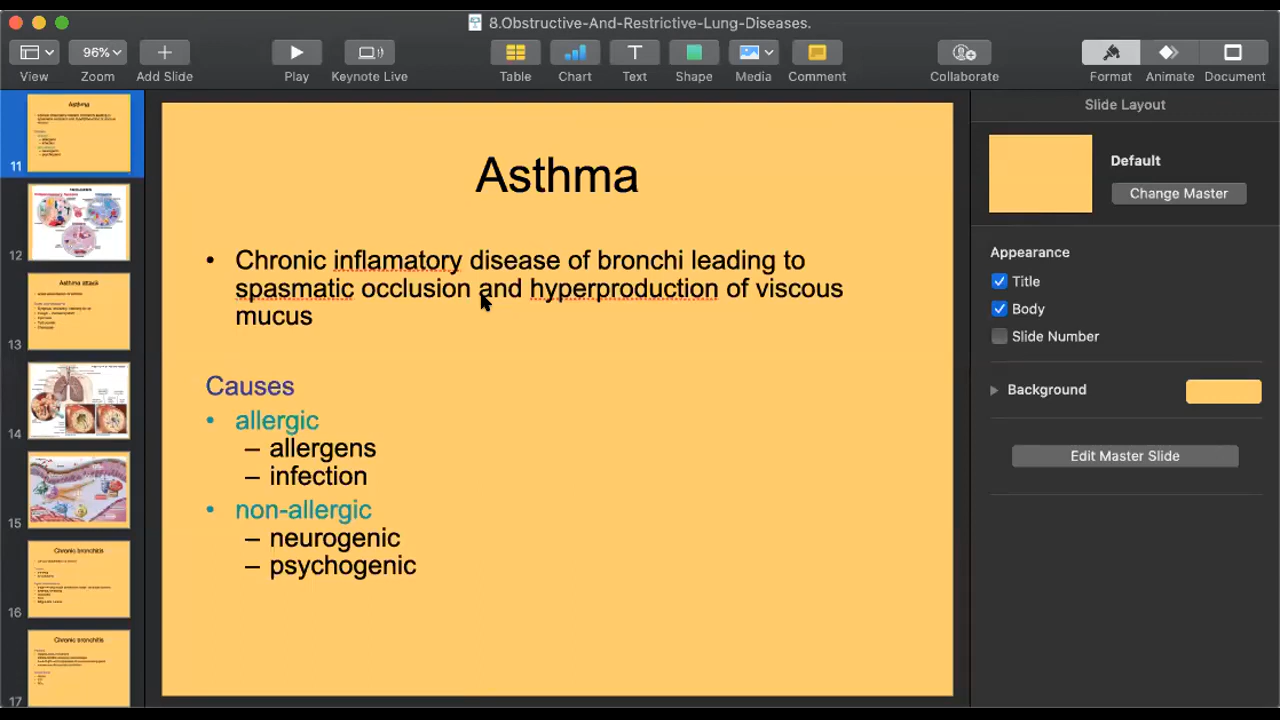 8.Obstructive-And-Restrictive-Lung-Diseases.
96%
View
Zoom
Add Slide
Play
Keynote Live
Table
Chart
Text
Shape
Media
Comment
Collaborate
Format
Animate
Document
Asthma
11
12
Asthma attack
13
14
15
Chronic bronchitis
16
Chronic bronchitis
17
Asthma
• Chronic inflamatory disease of bronchi leading to
spasmatic occlusion and hyperproduction of viscous
mucus
Causes
• allergic
– allergens
– infection
• non-allergic
– neurogenic
– psychogenic
Slide Layout
Default
Change Master
Appearance
Title
Body
Slide Number
Background
Edit Master Slide